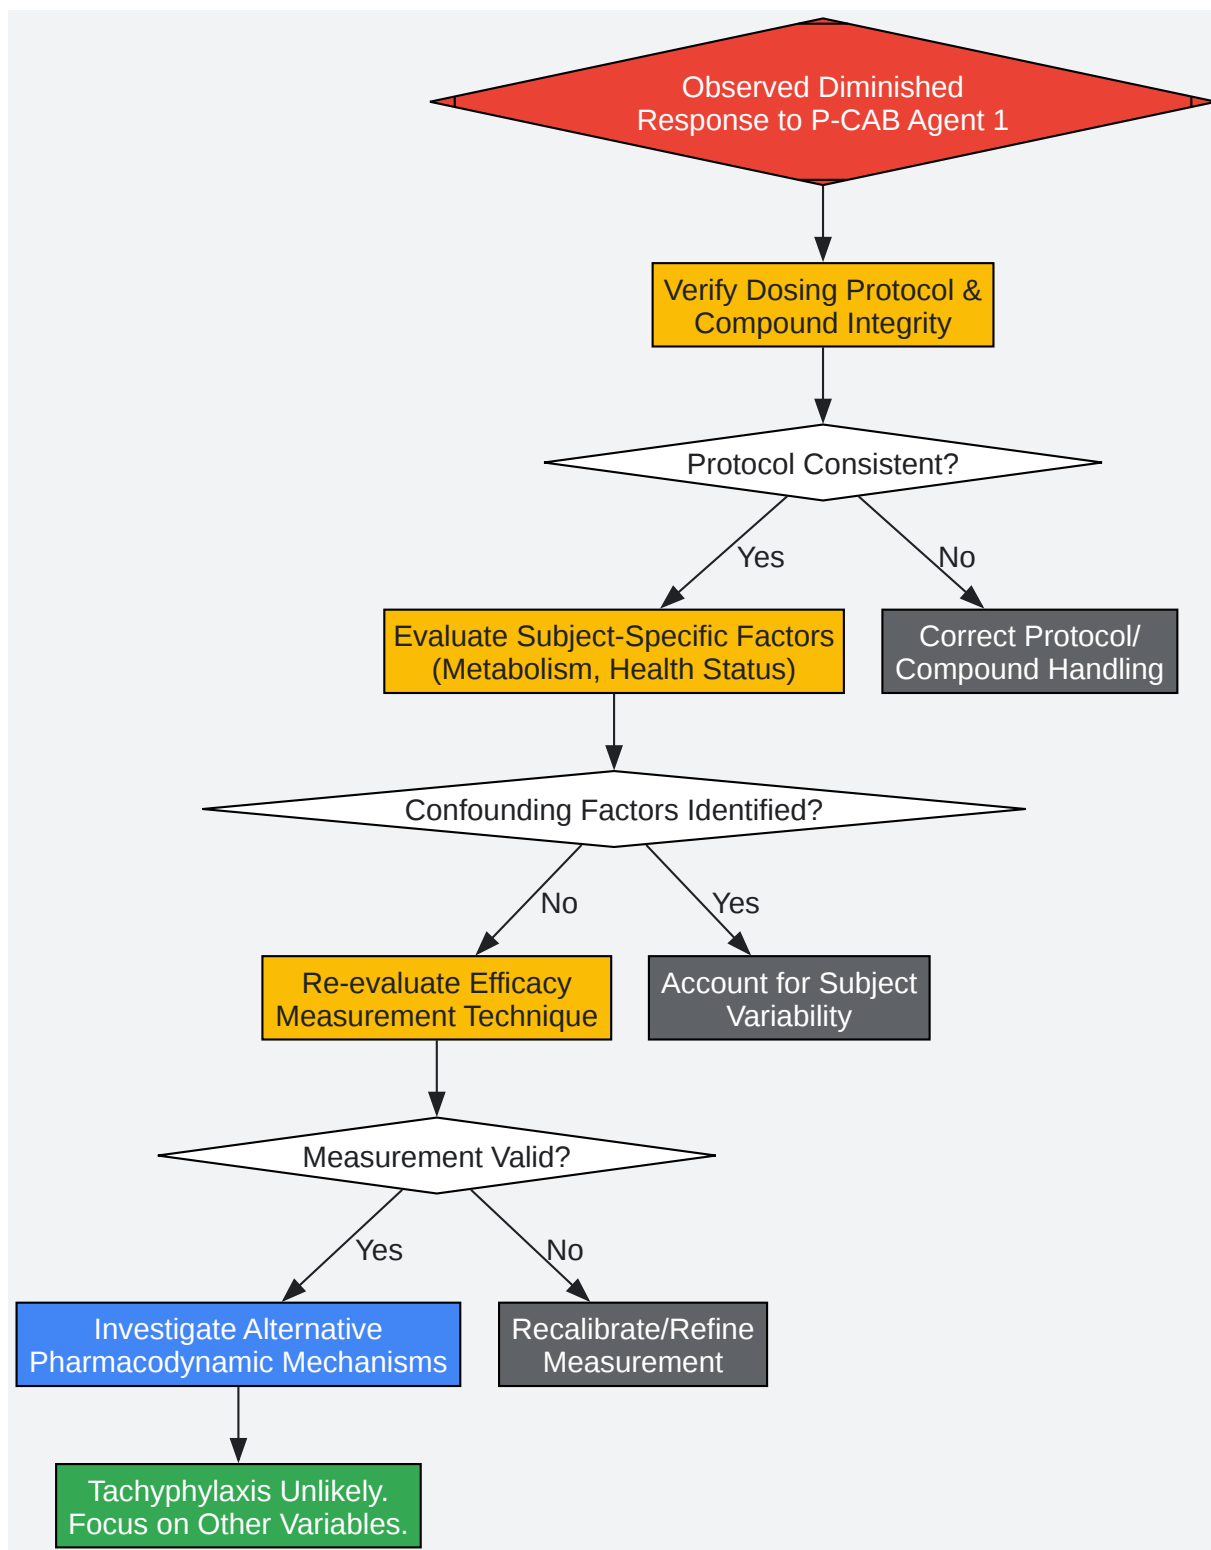 Observed Diminished
Response to P-CAB Agent 1
Verify Dosing Protocol &
Compound Integrity
Protocol Consistent?
Yes
No
Evaluate Subject-Specific Factors
(Metabolism, Health Status)
Correct Protocol/
Compound Handling
Confounding Factors Identified?
No
Yes
Re-evaluate Efficacy
Measurement Technique
Account for Subject
Variability
Measurement Valid?
Yes
No
Investigate Alternative
Pharmacodynamic Mechanisms
Recalibrate/Refine
Measurement
Tachyphylaxis Unlikely.
Focus on Other Variables.